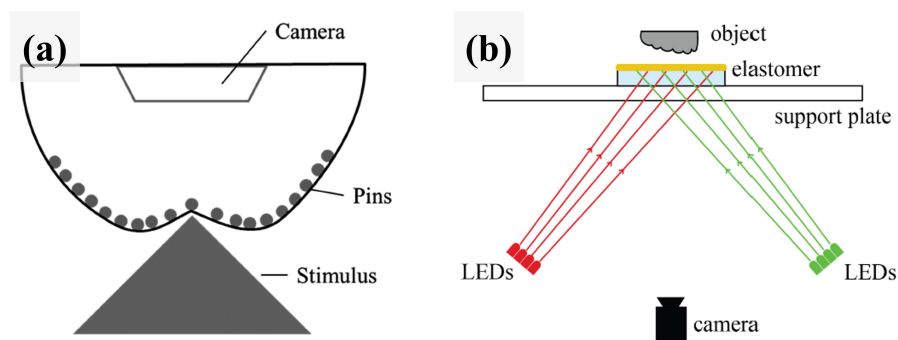 (a)
Camera
Pins
Stimulus
(b)
object
elastomer
support plate
LEDs
LEDs
camera